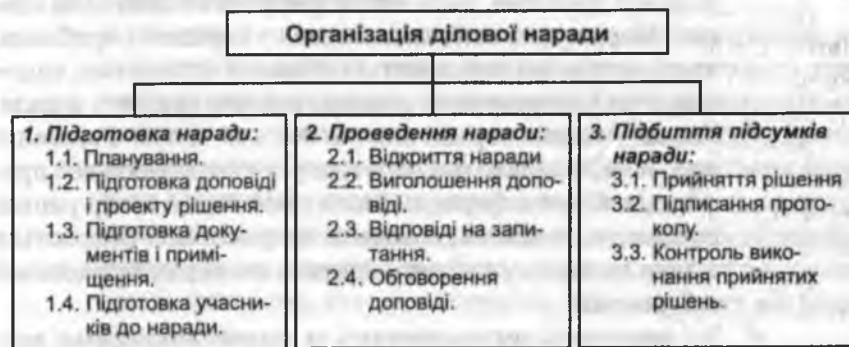 Організація ділової наради
1. Підготовка наради:
1.1. Планування.
1.2. Підготовка доповіді
і проекту рішення.
1.3. Підготовка доку-
ментів і примі-
щення.
1.4. Підготовка учасни-
ків до наради.
2. Проведення наради:
2.1. Відкриття наради
2.2. Виголошення допо-
віді.
2.3. Відповіді на запи-
тання.
2.4. Обговорення
доповіді.
3. Підбиття підсумків
наради:
3.1. Прийняття рішення
3.2. Підписання прото-
колу.
3.3. Контроль вико-
нання прийнятих
рішень.